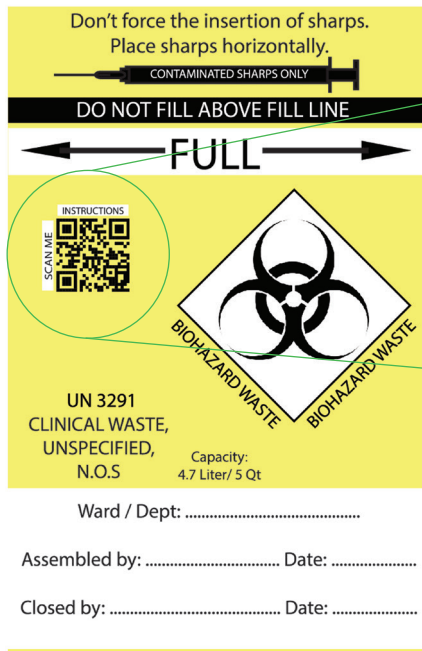 Don't force the insertion of sharps.
Place sharps horizontally.
CONTAMINATED SHARPS ONLY
DO NOT FILL ABOVE FILL LINE
FULL
INSTRUCTIONS
SCAN ME
BIOHAZARD WASTE
BIOHAZARD WASTE
UN 3291
CLINICAL WASTE,
UNSPECIFIED,
N.O.S
Capacity:
4.7 Liter/ 5 Qt
Ward / Dept: ............................................
Assembled by: .................................. Date: .....................
Closed by: ........................................... Date: .....................